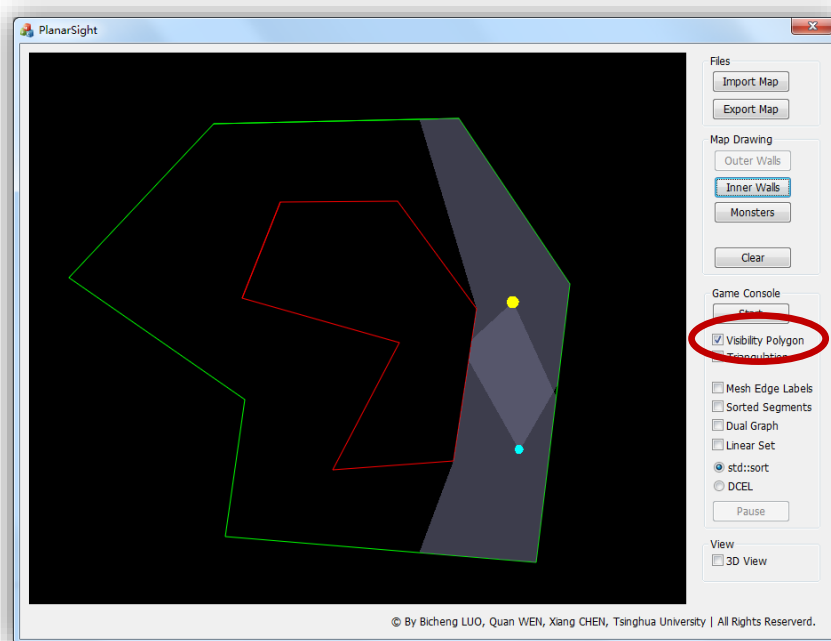 PlanarSight
Files
Import Map
Export Map
Map Drawing
Outer Walls
Inner Walls
Monsters
Clear
Game Console
Start
Visibility Polygon
Triangulation
Mesh Edge Labels
Sorted Segments
Dual Graph
Linear Set
std::sort
DCEL
Pause
View
3D View
© By Bicheng LUO, Quan WEN, Xiang CHEN, Tsinghua University | All Rights Reserverd.